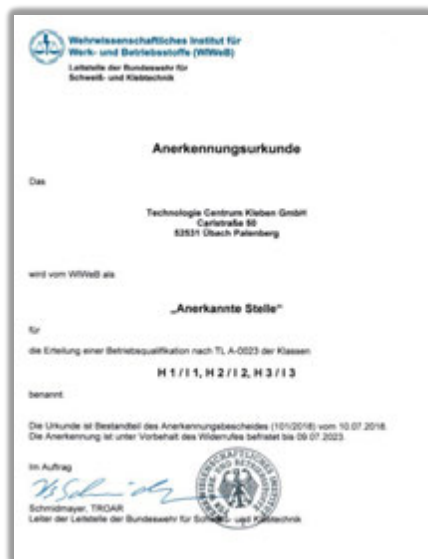 Wehrwissenschaftliches Institut für
Werk- und Betriebsstoffe (WIWeB)
Leitstelle der Bundeswehr für
Schweiß- und Klebtechnik
Anerkennungsurkunde
Das
Technologie Centrum Kleben GmbH
Carlstraße 50
52531 Übach Palenberg
wird vom WIWeB als
„Anerkannte Stelle“
für
die Erteilung einer Betriebsqualifikation nach TL A-0023 der Klassen
H 1 / I 1, H 2 / I 2, H 3 / I 3
benannt.
Die Urkunde ist Bestandteil des Anerkennungsbescheides (101/2018) vom 10.07.2018.
Die Anerkennung ist unter Vorbehalt des Widerrufes befristet bis 09.07.2023.
Im Auftrag
Schmidmayer, TROAR
Leiter der Leitstelle der Bundeswehr für Schweiß- und Klebtechnik